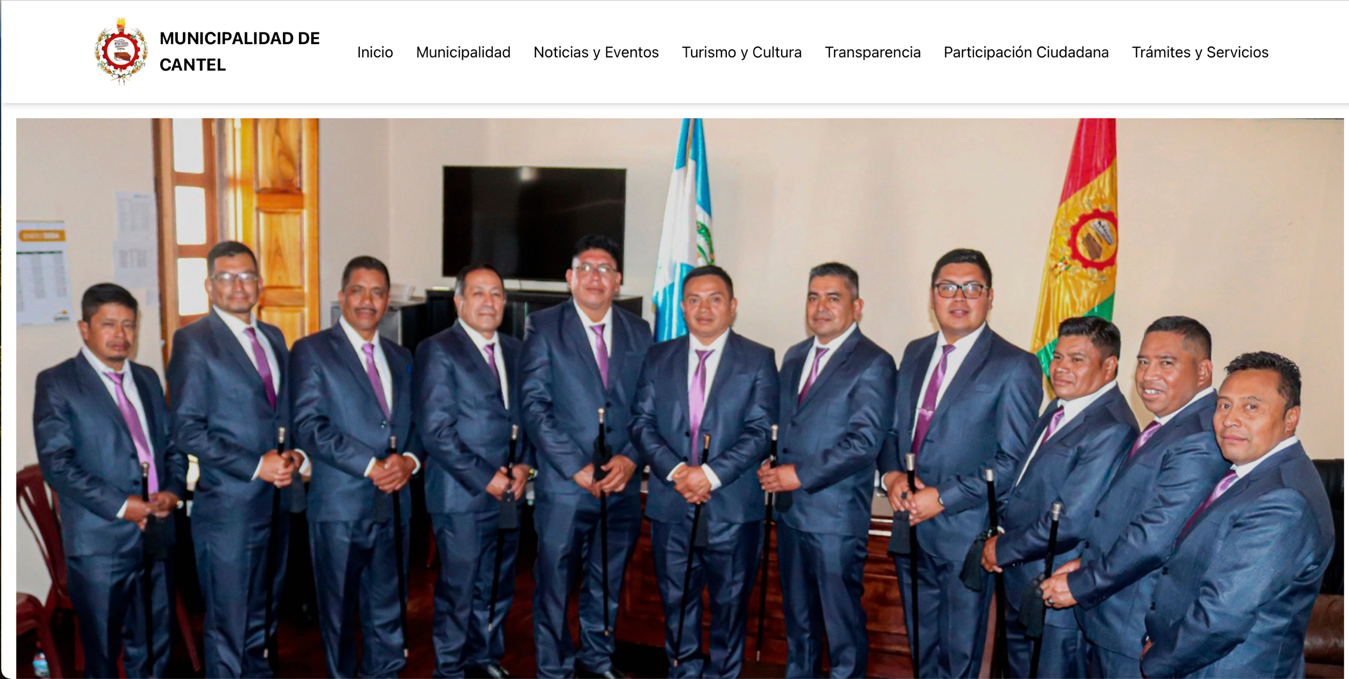 MUNICIPALIDAD DE
CANTEL
Inicio Municipalidad Noticias y Eventos Turismo y Cultura Transparencia Participación Ciudadana Trámites y Servicios